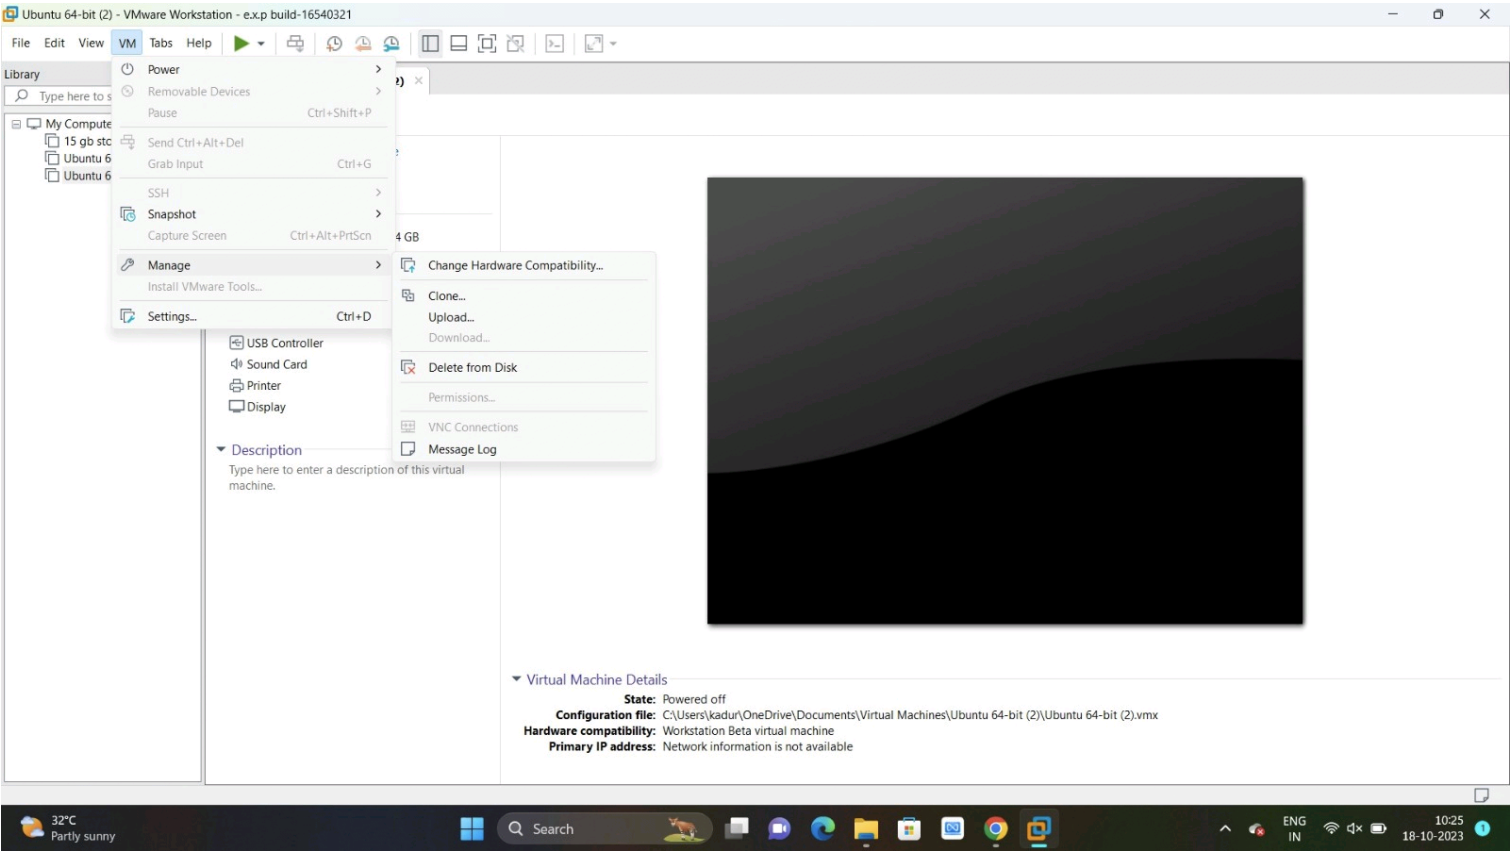 Ubuntu 64-bit (2) - VMware Workstation - e.x.p build-16540321
File Edit View VM Tabs Help
Library
Type here to s
My Compute
15 gb sto
Ubuntu 6
Ubuntu 6
2)
Power
Removable Devices
Pause Ctrl+Shift+P
Send Ctrl+Alt+Del
Grab Input Ctrl+G
SSH
Snapshot
Capture Screen Ctrl+Alt+PrtScn
Manage
Install VMware Tools...
Settings... Ctrl+D
e
4 GB
Change Hardware Compatibility...
Clone...
Upload...
Download...
Delete from Disk
Permissions...
VNC Connections
Message Log
USB Controller
Sound Card
Printer
Display
Description
Type here to enter a description of this virtual
machine.
Virtual Machine Details
State: Powered off
Configuration file: C:\Users\kadur\OneDrive\Documents\Virtual Machines\Ubuntu 64-bit (2)\Ubuntu 64-bit (2).vmx
Hardware compatibility: Workstation Beta virtual machine
Primary IP address: Network information is not available
32°C
Partly sunny
Search
ENG
IN
10:25
18-10-2023
1